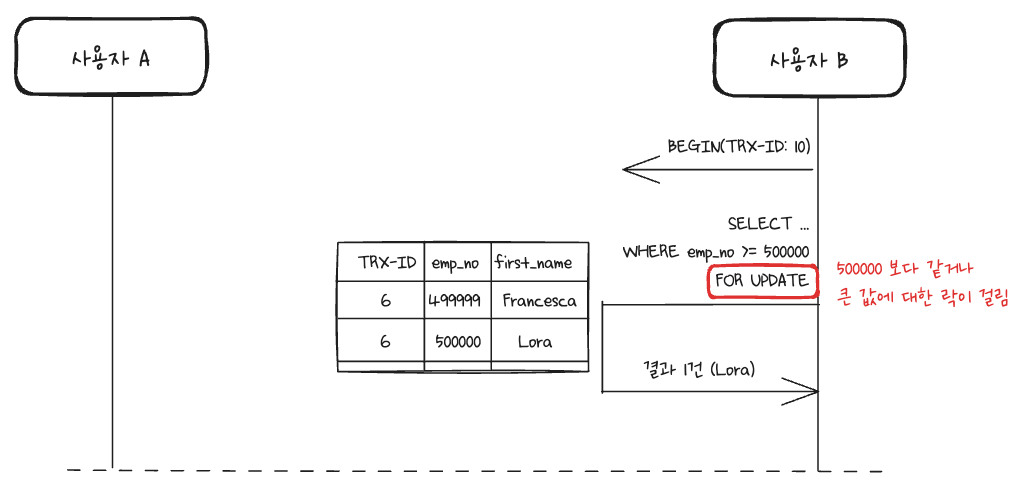 사용자 A
사용자 B
BEGIN(TRX-ID: 10)
SELECT ...
WHERE emp_no >= 500000
FOR UPDATE
500000 보다 같거나
큰 값에 대한 락이 걸림
TRX-ID emp_no first_name
6 499999 Francesca
6 500000 Lora
결과 1건 (Lora)